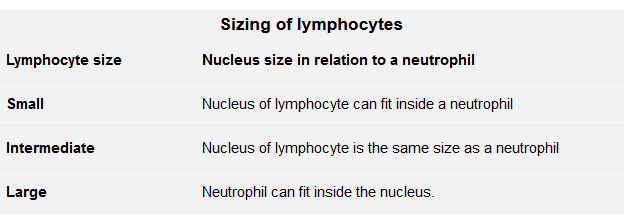 Sizing of lymphocytes
Lymphocyte size Nucleus size in relation to a neutrophil
Small Nucleus of lymphocyte can fit inside a neutrophil
Intermediate Nucleus of lymphocyte is the same size as a neutrophil
Large Neutrophil can fit inside the nucleus.